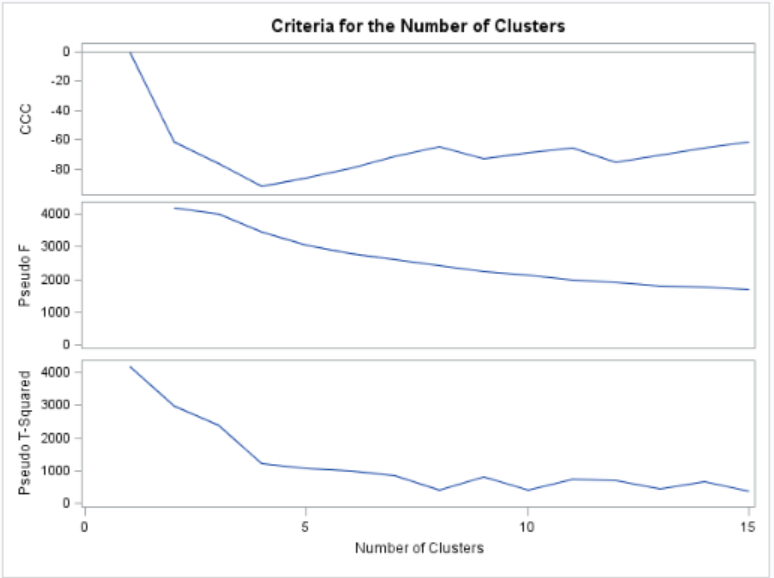 Criteria for the Number of Clusters
0
-20
-40
-60
-80
CCC
4000
3000
2000
1000
0
Pseudo F
4000
3000
2000
1000
0
Pseudo T-Squared
0 5 10 15
Number of Clusters